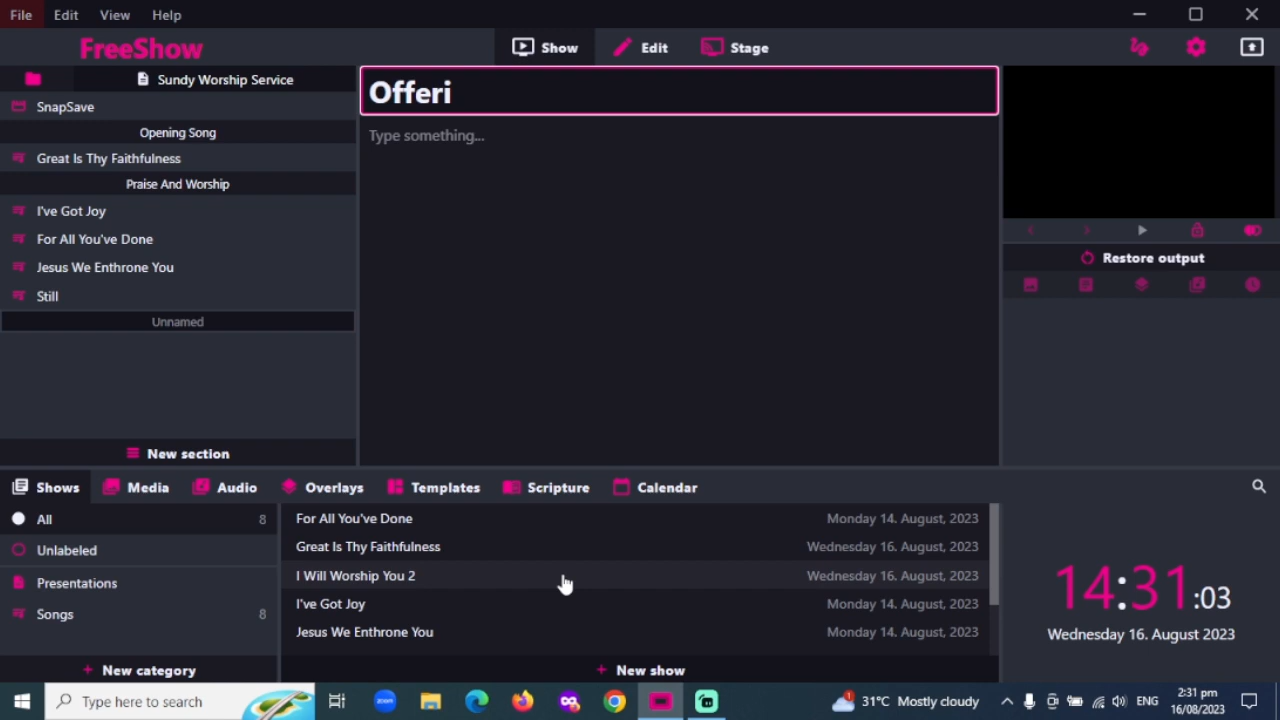 File Edit View Help
FreeShow
Show Edit Stage
Sundy Worship Service
SnapSave
Opening Song
Great Is Thy Faithfulness
Praise And Worship
I've Got Joy
For All You've Done
Jesus We Enthrone You
Still
Unnamed
New section
Offeri
Type something...
Restore output
Shows Media Audio Overlays Templates Scripture Calendar
All 8
Unlabeled
Presentations
Songs 8
+ New category
For All You've Done Monday 14. August, 2023
Great Is Thy Faithfulness Wednesday 16. August, 2023
I Will Worship You 2 Wednesday 16. August, 2023
I've Got Joy Monday 14. August, 2023
Jesus We Enthrone You Monday 14. August, 2023
+ New show
14:31:03
Wednesday 16. August 2023
Type here to search
zoom
1
31°C Mostly cloudy
ENG
2:31 pm
16/08/2023